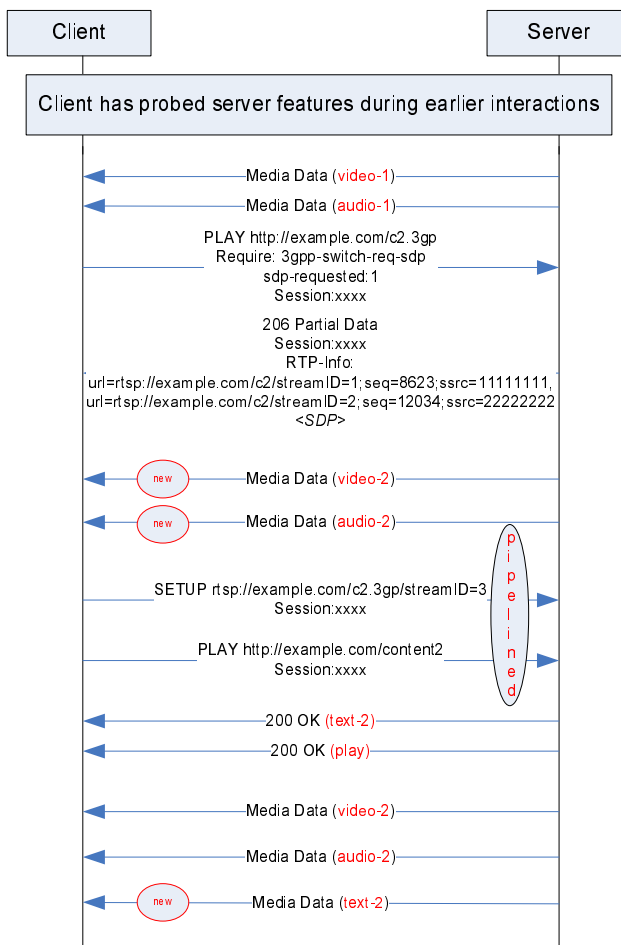 Client
Server
Client has probed server features during earlier interactions
Media Data (video-1)
Media Data (audio-1)
PLAY http://example.com/c2.3gp
Require: 3gpp-switch-req-sdp
sdp-requested:1
Session:xxxx
206 Partial Data
Session:xxxx
RTP-Info:
url=rtsp://example.com/c2/streamID=1;seq=8623;ssrc=11111111,
url=rtsp://example.com/c2/streamID=2;seq=12034;ssrc=22222222
<SDP>
new
Media Data (video-2)
new
Media Data (audio-2)
pipelined
SETUP rtsp://example.com/c2.3gp/streamID=3
Session:xxxx
PLAY http://example.com/content2
Session:xxxx
200 OK (text-2)
200 OK (play)
Media Data (video-2)
Media Data (audio-2)
new
Media Data (text-2)